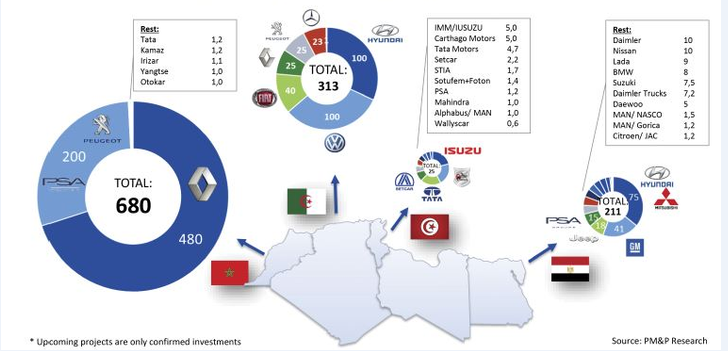 Rest:
Tata 1,2
Kamaz 1,2
Irizar 1,1
Yangtse 1,0
Otokar 1,0
PEUGEOT
HYUNDAI
23
25
100
25
40
100
TOTAL:
313
FIAT
IMM/IUSUZU 5,0
Carthago Motors 5,0
Tata Motors 4,7
Setcar 2,2
STIA 1,7
Sotufem+Foton 1,4
PSA 1,2
Mahindra 1,0
Alphabus/ MAN 1,0
Wallyscar 0,6
Rest:
Daimler 10
Nissan 10
Lada 9
BMW 8
Suzuki 7,5
Daimler Trucks 7,2
Daewoo 5
MAN/ NASCO 1,5
MAN/ Gorica 1,2
Citroen/ JAC 1,2
PEUGEOT
200
PSA
TOTAL:
680
480
ISUZU
TOTAL:
25
SETCAR
TATA
HYUNDAI
MITSUBISHI
75
TOTAL:
211
15
18
41
PSA
Jeep
GM
* Upcoming projects are only confirmed investments
Source: PM&P Research